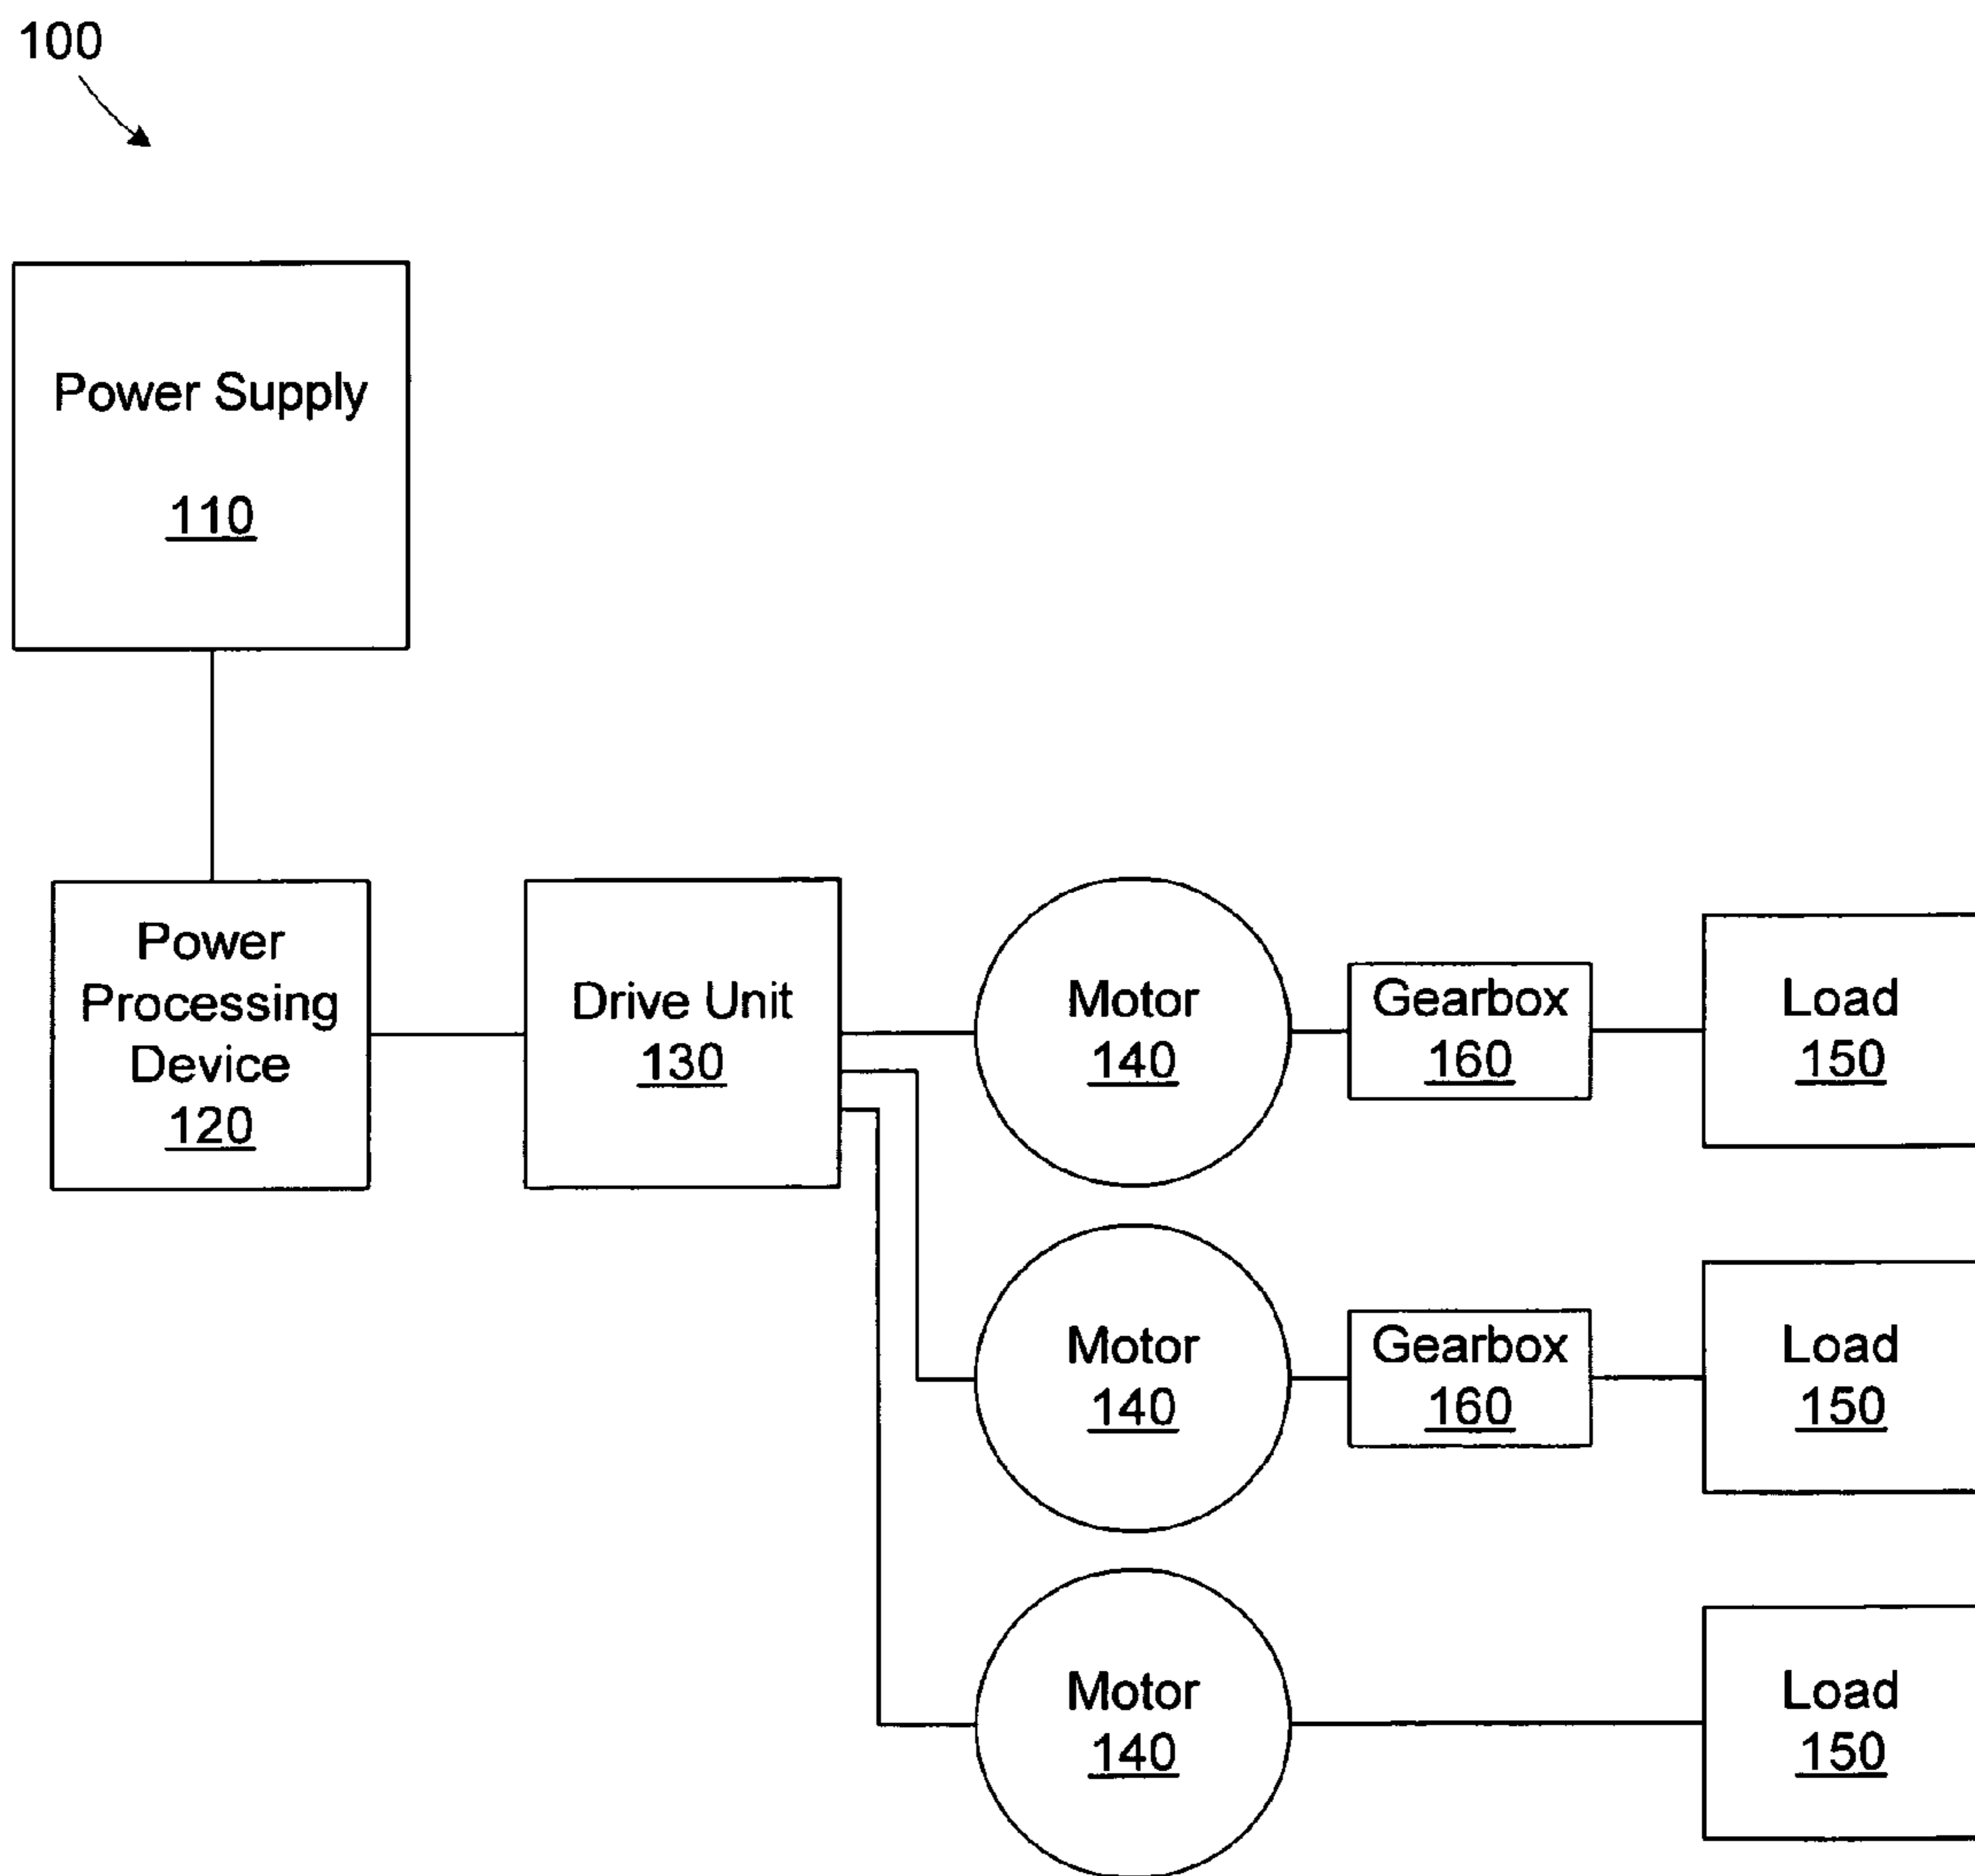 100
Power Supply
110
Power
Processing
Device
120
Drive Unit
130
Motor
140
Gearbox
160
Load
150
Motor
140
Gearbox
160
Load
150
Motor
140
Load
150